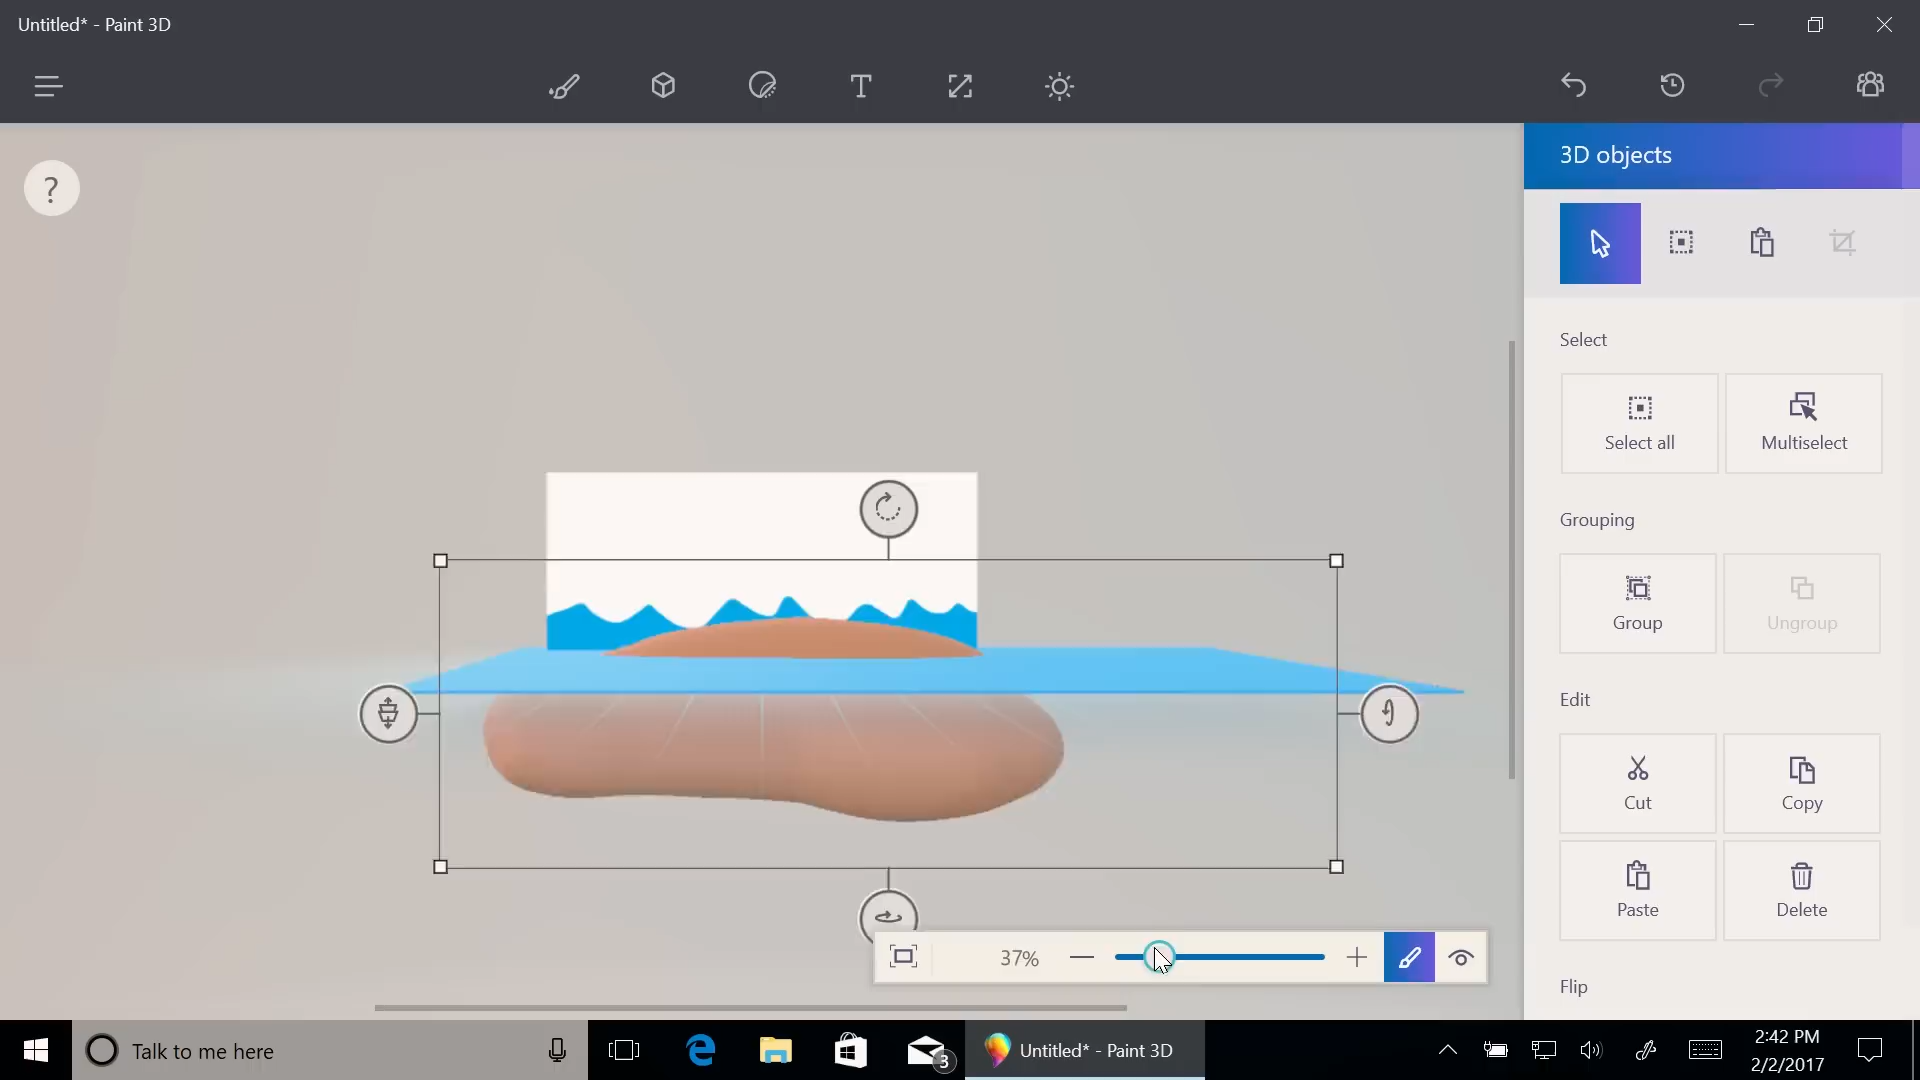 Untitled* - Paint 3D
?
3D objects
Select
Select all
Multiselect
Grouping
Group
Ungroup
Edit
Cut
Copy
Paste
Delete
37%
Flip
Talk to me here
3
Untitled* - Paint 3D
2:42 PM
2/2/2017